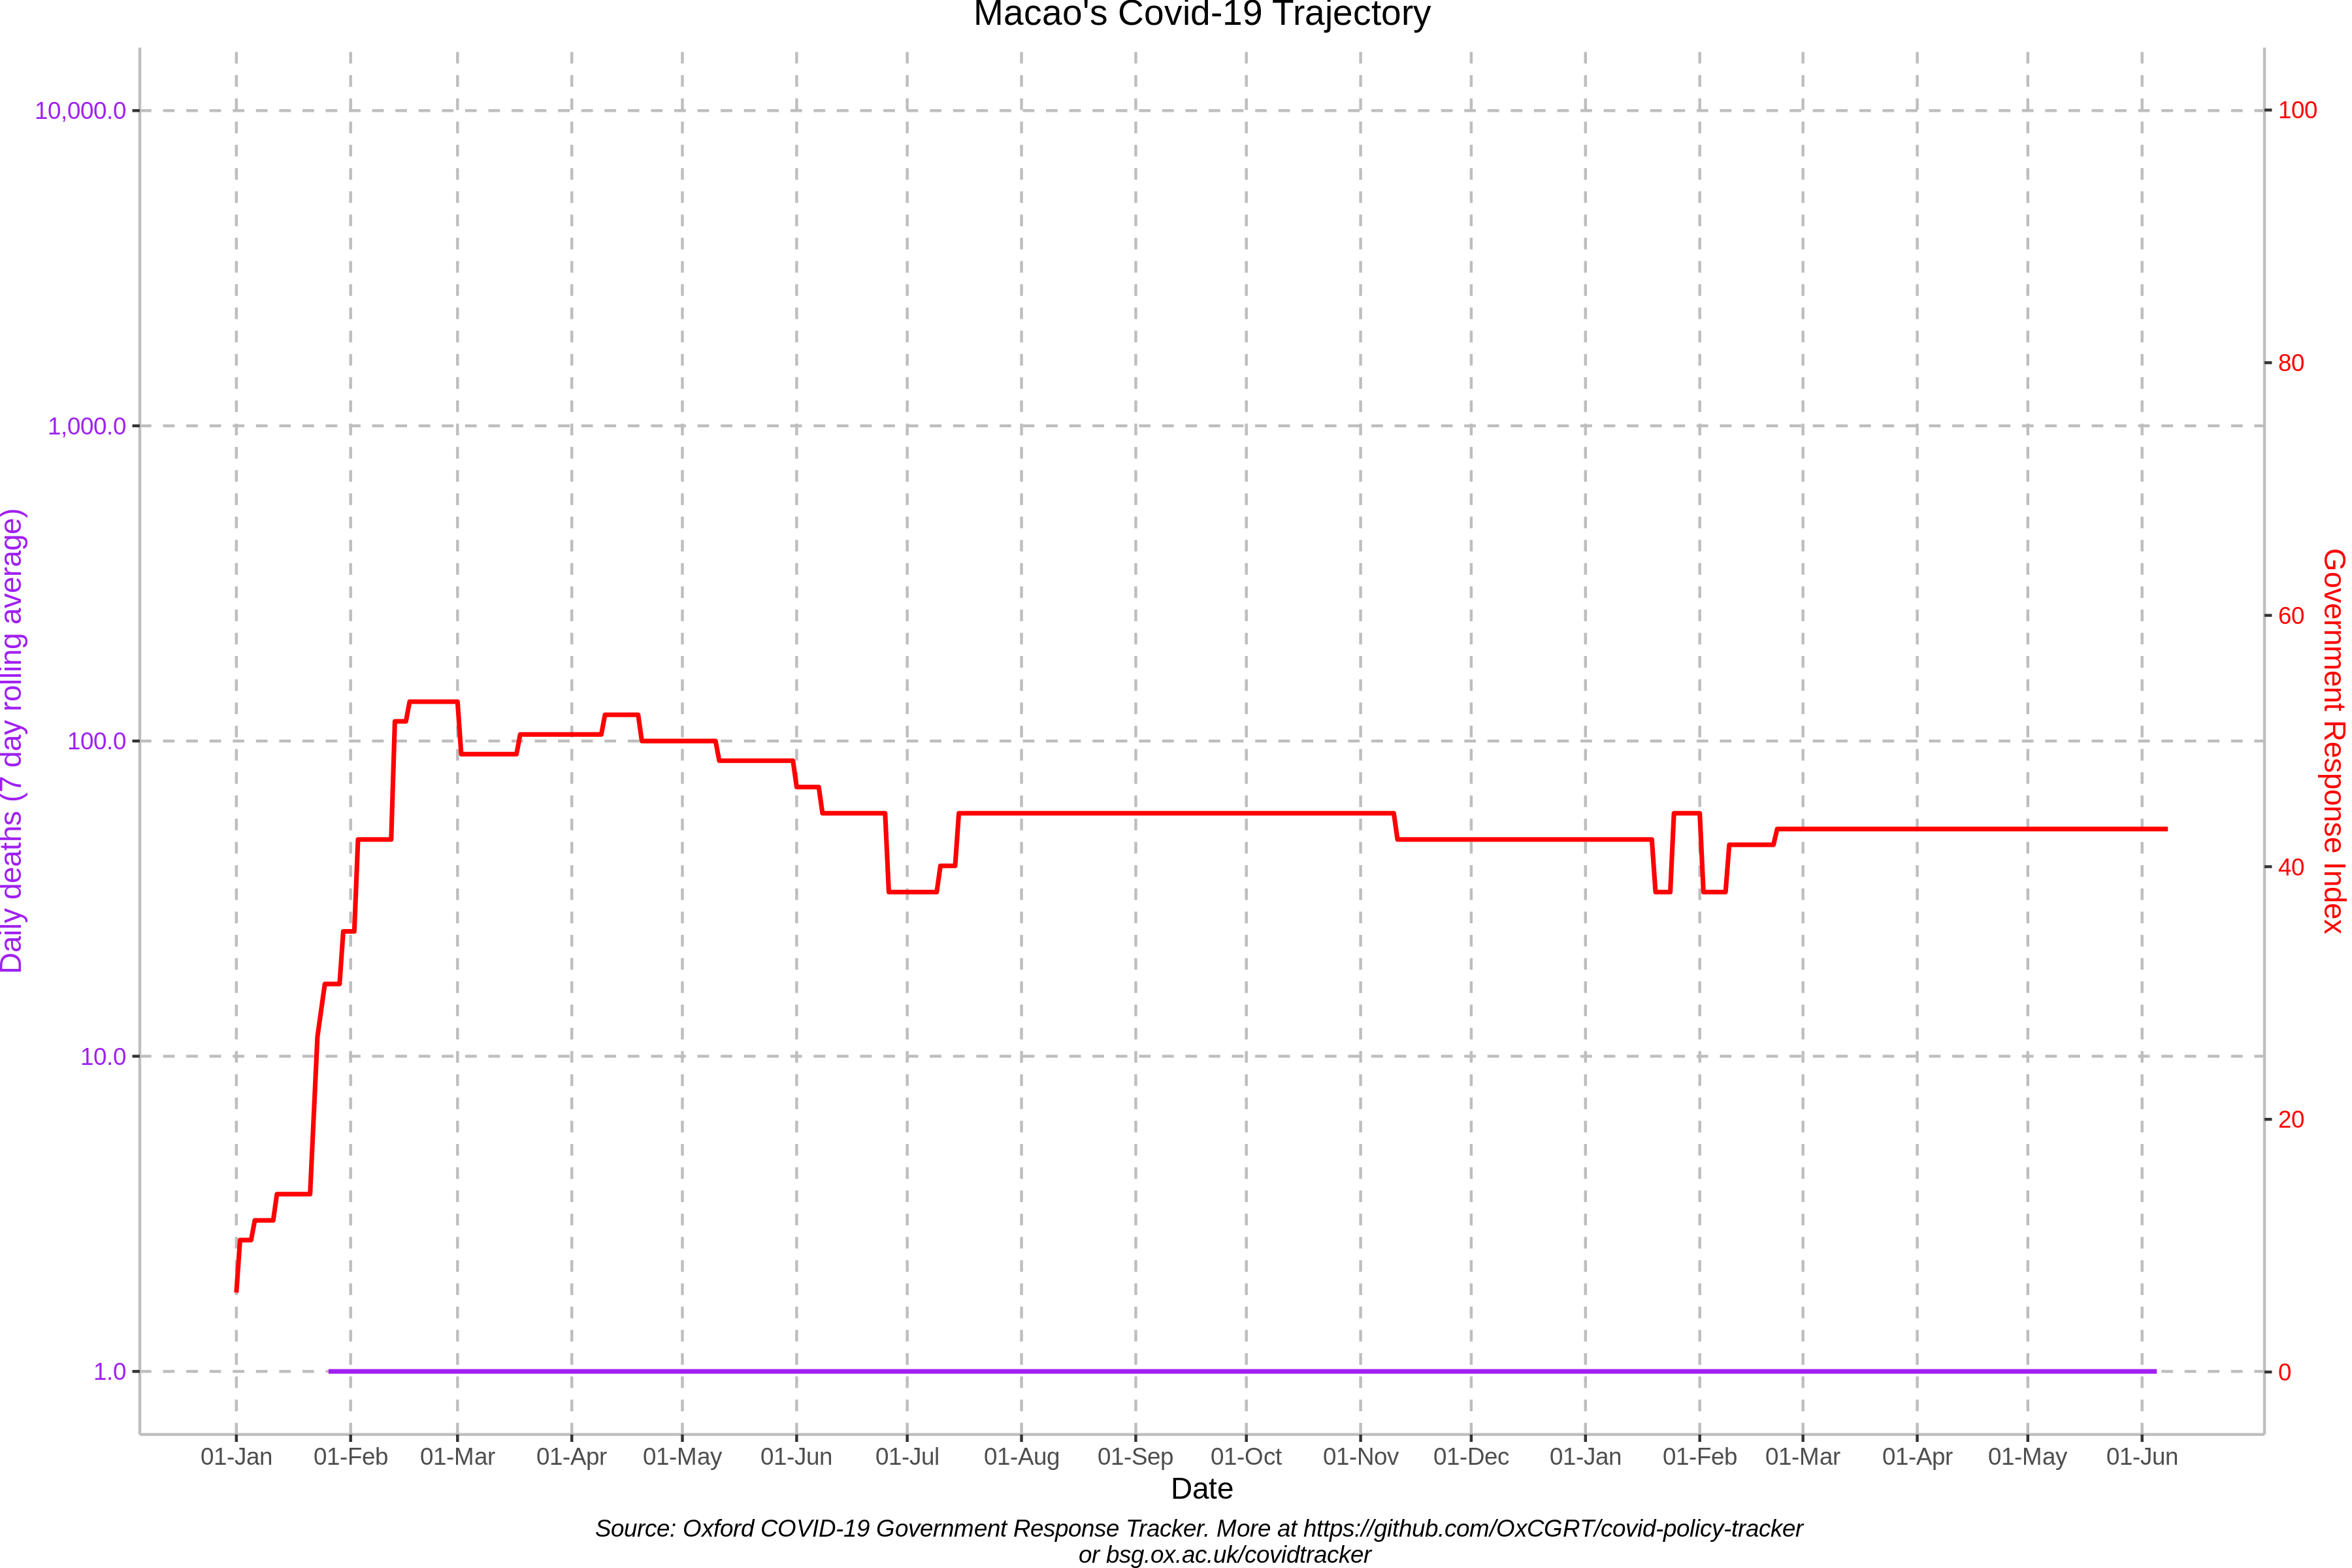 Macao's Covid-19 Trajectory
10,000.0
1,000.0
100.0
10.0
1.0
Daily deaths (7 day rolling average)
100
80
60
40
20
0
Government Response Index
01-Jan 01-Feb 01-Mar 01-Apr 01-May 01-Jun 01-Jul 01-Aug 01-Sep 01-Oct 01-Nov 01-Dec 01-Jan 01-Feb 01-Mar 01-Apr 01-May 01-Jun
Date
Source: Oxford COVID-19 Government Response Tracker. More at https://github.com/OxCGRT/covid-policy-tracker
or bsg.ox.ac.uk/covidtracker